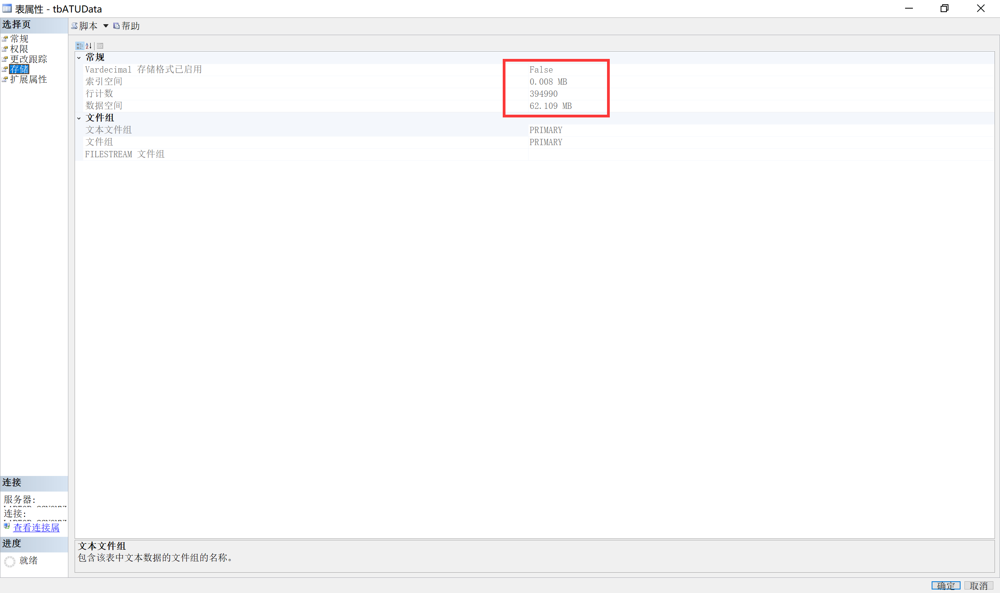 表属性 - tbATUData
选择页
常规
权限
更改跟踪
存储
扩展属性
脚本 帮助
常规
Vardecimal 存储格式已启用 False
索引空间 0.008 MB
行计数 394990
数据空间 62.109 MB
文件组
文本文件组 PRIMARY
文件组 PRIMARY
FILESTREAM 文件组
连接
服务器:
连接:
查看连接属
进度
就绪
文本文件组
包含该表中文本数据的文件组的名称。
确定 取消